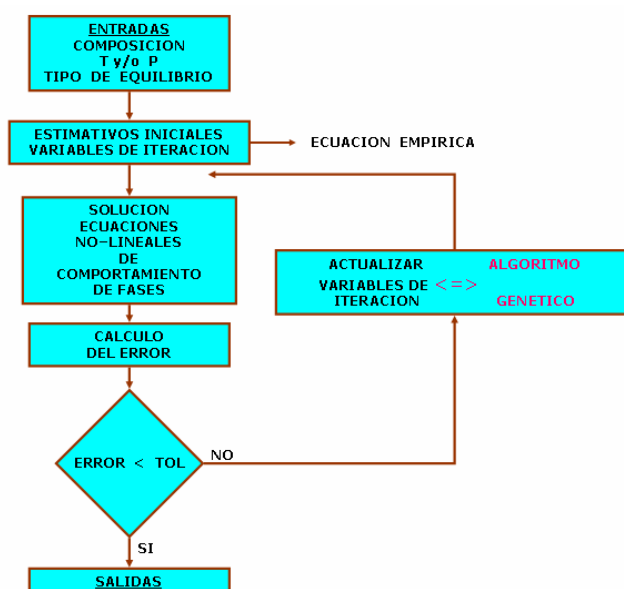 ENTRADAS
COMPOSICION
T y/o P
TIPO DE EQUILIBRIO
ESTIMATIVOS INICIALES
VARIABLES DE ITERACION
ECUACION EMPIRICA
SOLUCION
ECUACIONES
NO-LINEALES
DE
COMPORTAMIENTO
DE FASES
ACTUALIZAR ALGORITMO
VARIABLES DE <=>
ITERACION GENETICO
CALCULO
DEL ERROR
ERROR < TOL
NO
SI
SALIDAS